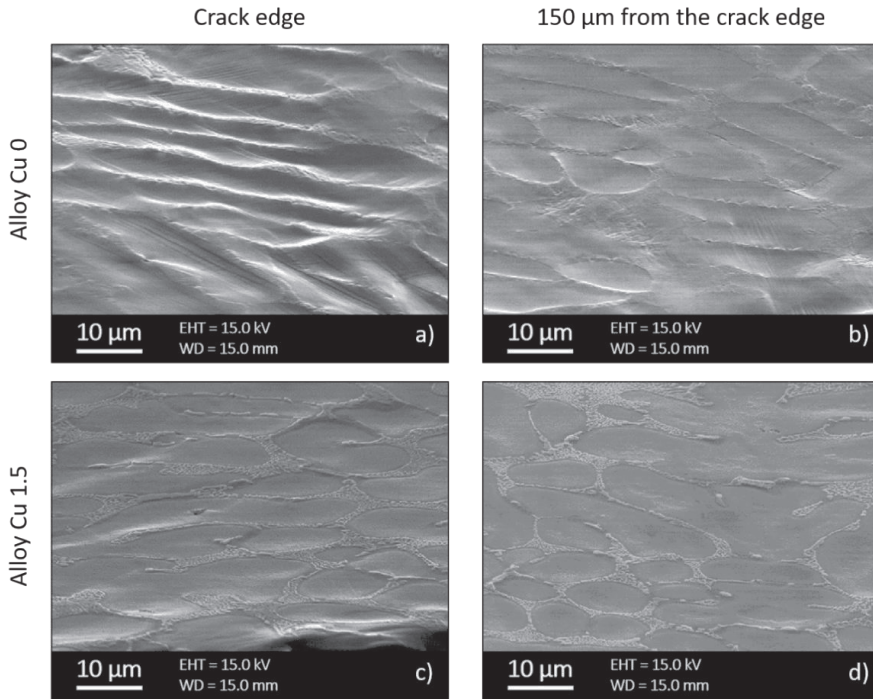 Crack edge
150 µm from the crack edge
Alloy Cu 0
10 µm
EHT = 15.0 kV
WD = 15.0 mm
a)
10 µm
EHT = 15.0 kV
WD = 15.0 mm
b)
Alloy Cu 1.5
10 µm
EHT = 15.0 kV
WD = 15.0 mm
c)
10 µm
EHT = 15.0 kV
WD = 15.0 mm
d)